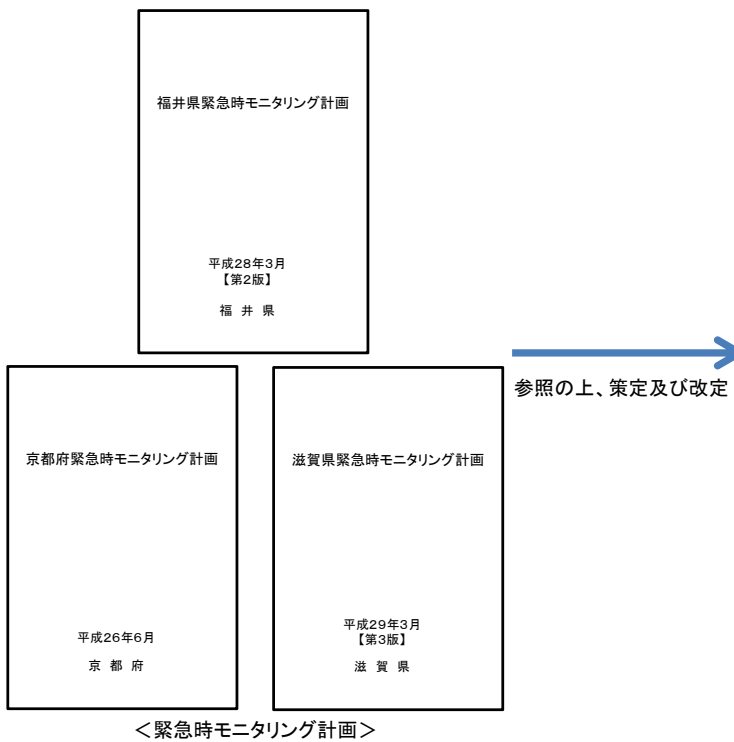 福井県緊急時モニタリング計画
平成28年3月
【第2版】
福 井 県
参照の上、策定及び改定
京都府緊急時モニタリング計画
平成26年6月
京 都 府
滋賀県緊急時モニタリング計画
平成29年3月
【第3版】
滋 賀 県
＜緊急時モニタリング計画＞